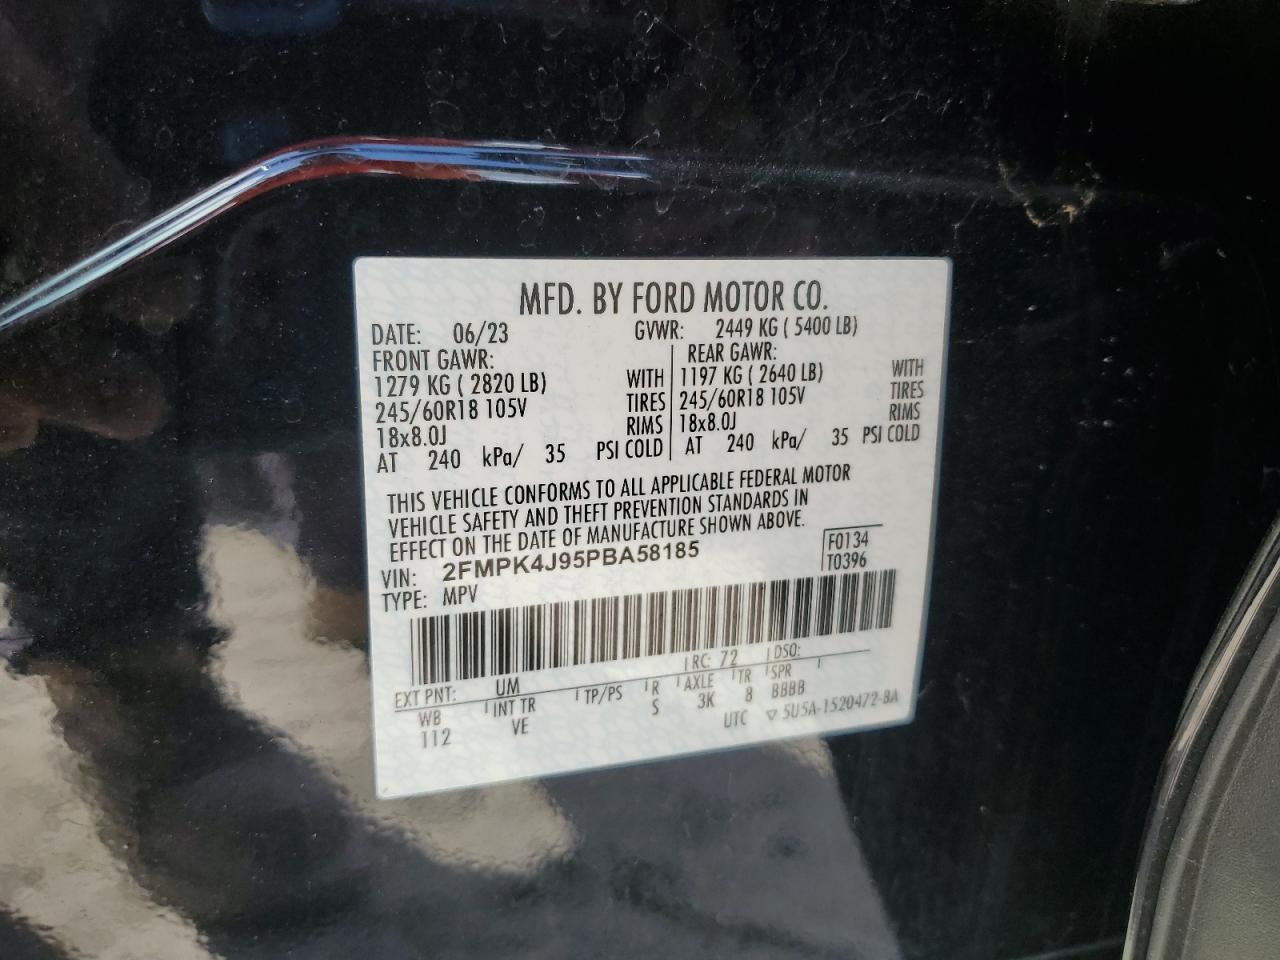 MFD. BY FORD MOTOR CO.
DATE: 06/23 GVWR: 2449 KG ( 5400 LB)
FRONT GAWR: REAR GAWR:
1279 KG ( 2820 LB) WITH 1197 KG ( 2640 LB) WITH
245/60R18 105V TIRES 245/60R18 105V TIRES
18x8.0J RIMS 18x8.0J RIMS
AT 240 kPa/ 35 PSI COLD AT 240 kPa/ 35 PSI COLD
THIS VEHICLE CONFORMS TO ALL APPLICABLE FEDERAL MOTOR
VEHICLE SAFETY AND THEFT PREVENTION STANDARDS IN
EFFECT ON THE DATE OF MANUFACTURE SHOWN ABOVE.
VIN: 2FMPK4J95PBA58185 F0134
TYPE: MPV T0396
EXT PNT: UM RC: 72 DSO:
WB INT TR TP/PS R AXLE TR SPR
112 VE S 3K 8 BBBB
UTC ▽ 5U5A-1520472-BA